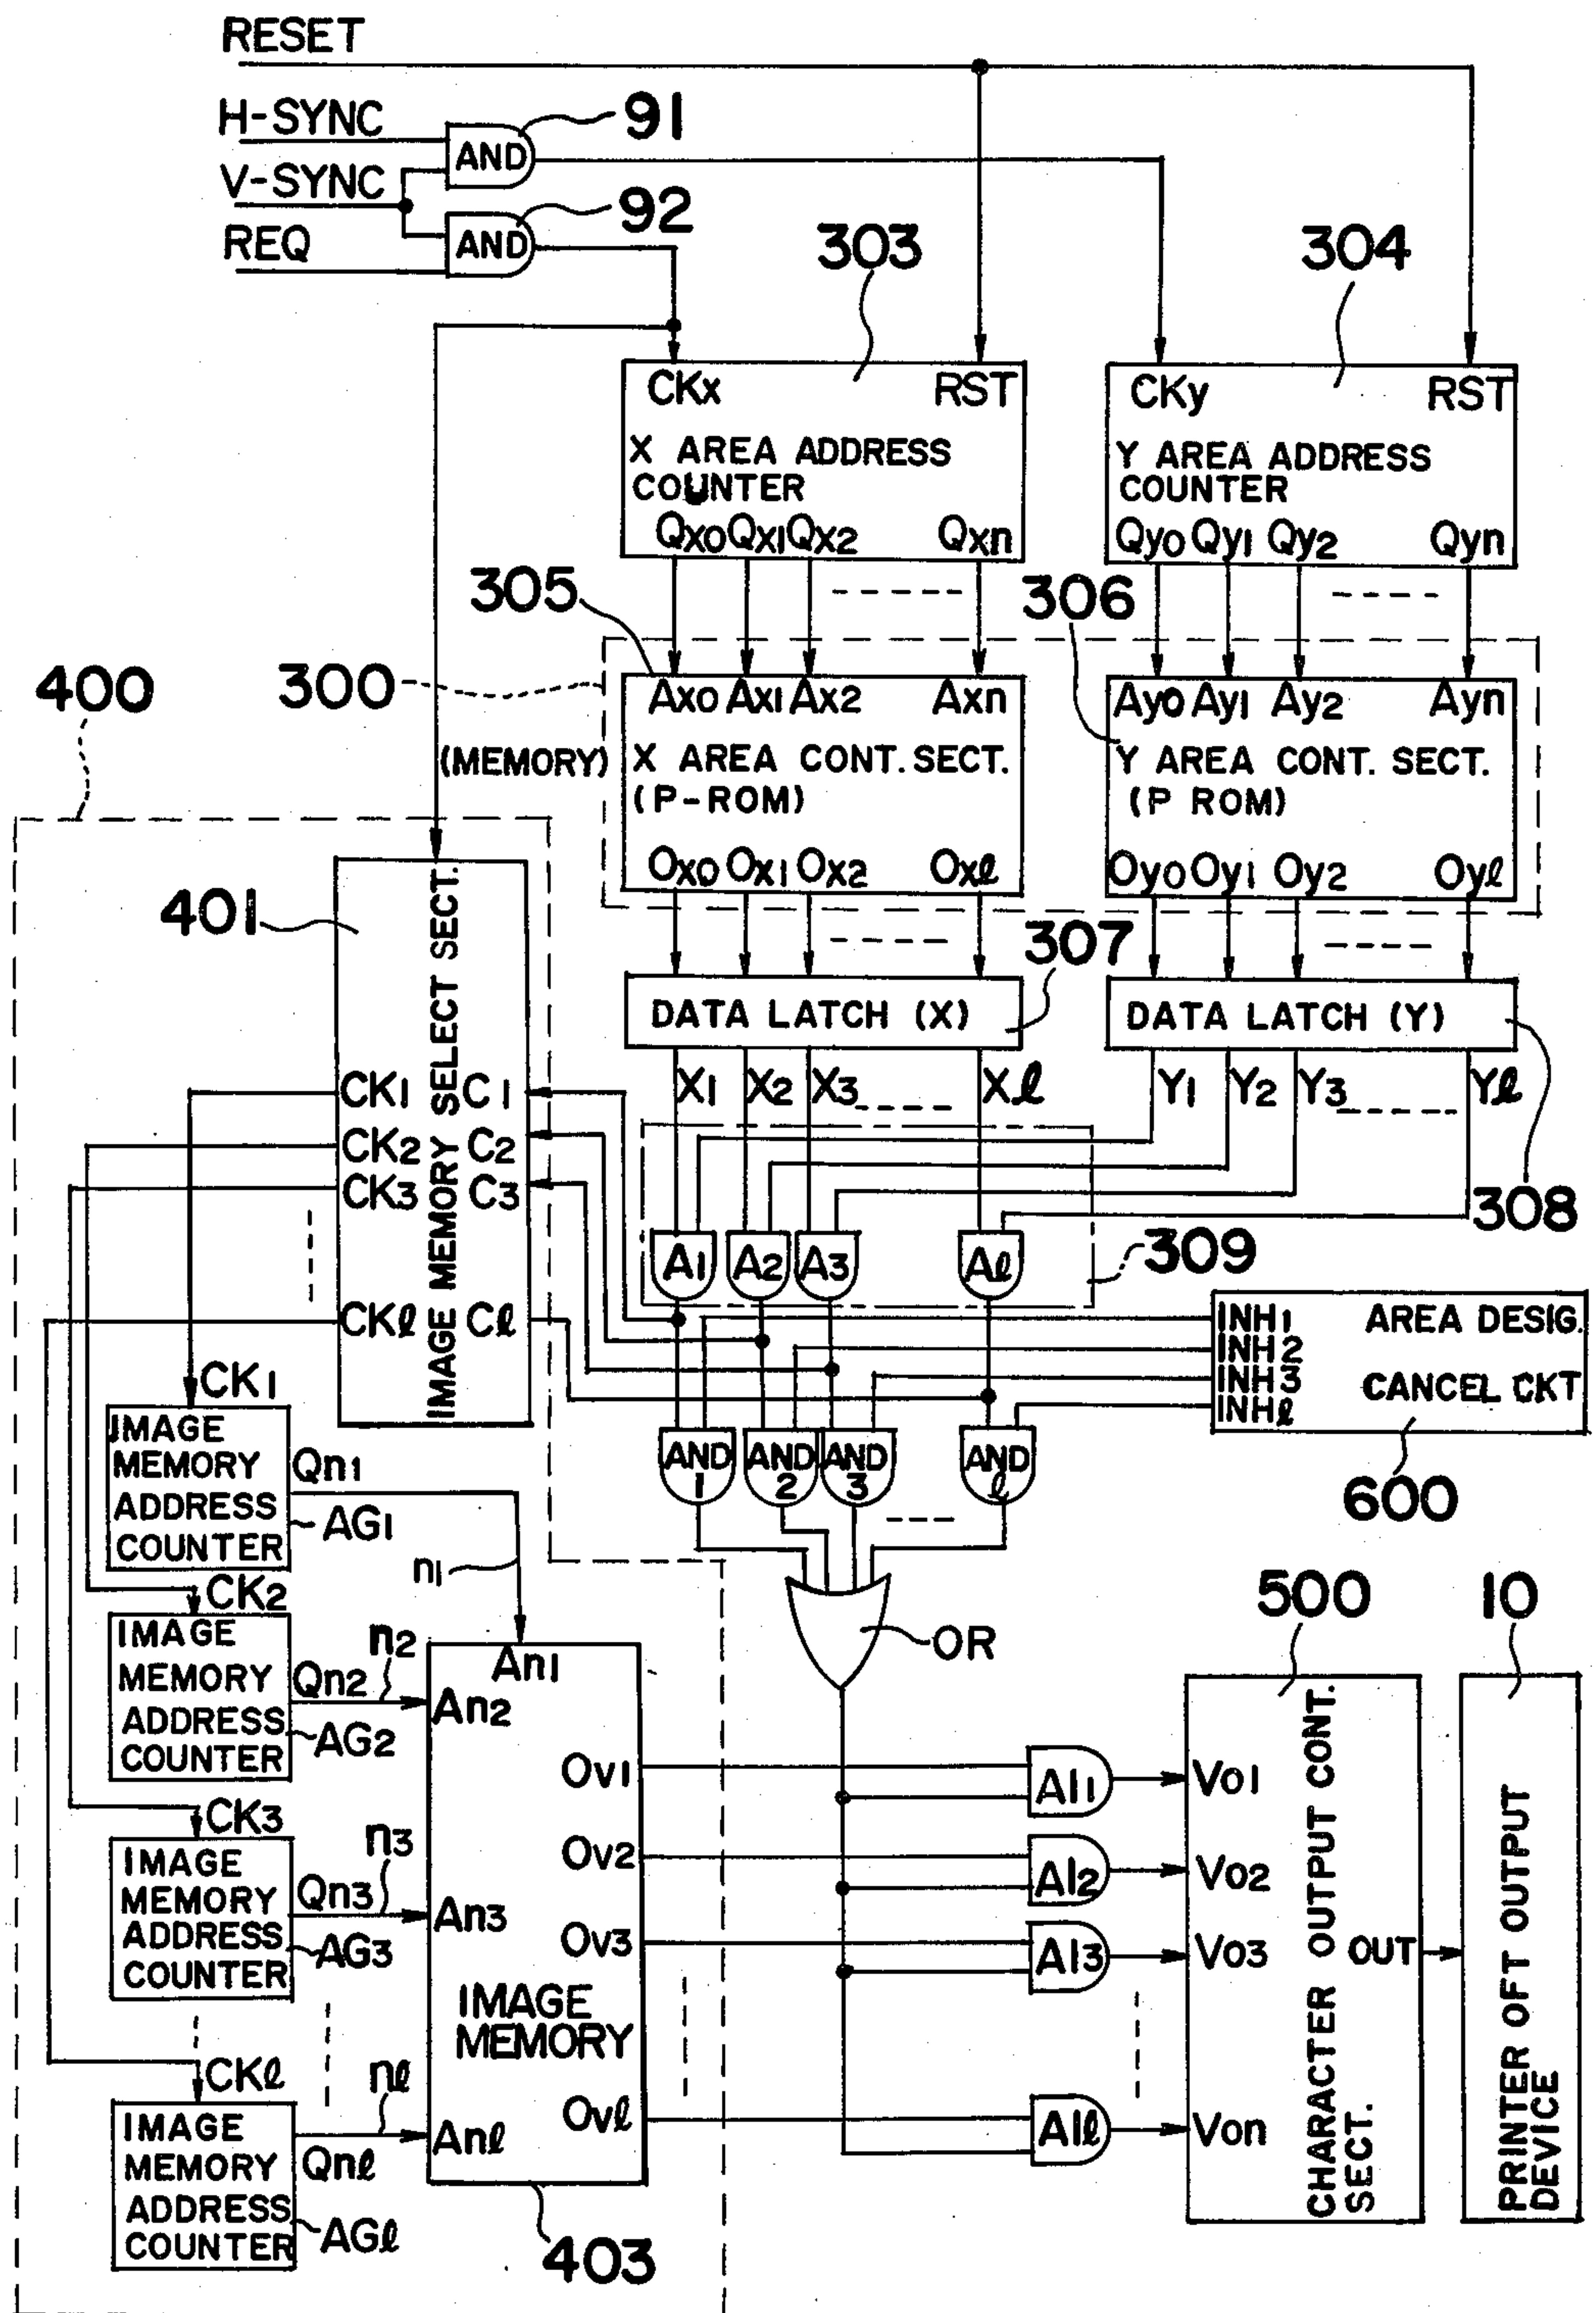 RESET
H-SYNC
91
AND
V-SYNC
92
REQ
AND
303
304
CKx RST
CKy RST
X AREA ADDRESS
COUNTER
Y AREA ADDRESS
COUNTER
Qx0 Qx1 Qx2 Qxn
Qy0 Qy1 Qy2 Qyn
305
306
400
300
Ax0 Ax1 Ax2 Axn
Ay0 Ay1 Ay2 Ayn
(MEMORY)
X AREA CONT. SECT.
(P-ROM)
Y AREA CONT. SECT.
(P ROM)
Ox0 Ox1 Ox2 Oxℓ
Oy0 Oy1 Oy2 Oyℓ
401
IMAGE MEMORY SELECT SECT.
307
DATA LATCH (X)
DATA LATCH (Y)
308
X1 X2 X3 Xℓ
Y1 Y2 Y3 Yℓ
CK1 C1
CK2 C2
CK3 C3
CKℓ Cℓ
A1 A2 A3 Aℓ
309
INH1
INH2
INH3
INHℓ
AREA DESIG.
CANCEL CKT
600
AND 1
AND 2
AND 3
AND ℓ
OR
CK1
IMAGE
MEMORY
ADDRESS
COUNTER
Qn1
AG1
n1
CK2
IMAGE
MEMORY
ADDRESS
COUNTER
Qn2
n2
AG2
CK3
IMAGE
MEMORY
ADDRESS
COUNTER
Qn3
n3
AG3
CKℓ
IMAGE
MEMORY
ADDRESS
COUNTER
Qnℓ
nℓ
AGℓ
An1
An2
An3
Anℓ
IMAGE
MEMORY
403
Ov1
Ov2
Ov3
Ovℓ
A11
A12
A13
A1ℓ
500
Vo1
Vo2
Vo3
Von
CHARACTER OUTPUT CONT.
SECT.
OUT
10
PRINTER OFT OUTPUT
DEVICE